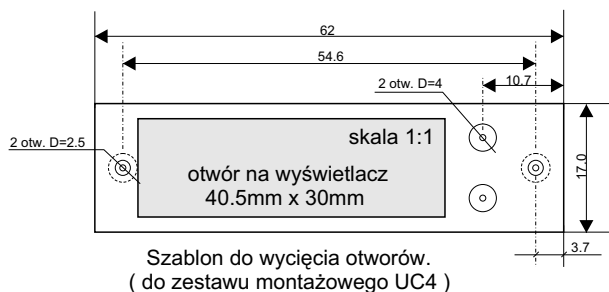 62
54.6
2 otw. D=4
10.7
skala 1:1
2 otw. D=2.5
otwór na wyświetlacz
40.5mm x 30mm
17.0
3.7
Szablon do wycięcia otworów.
( do zestawu montażowego UC4 )